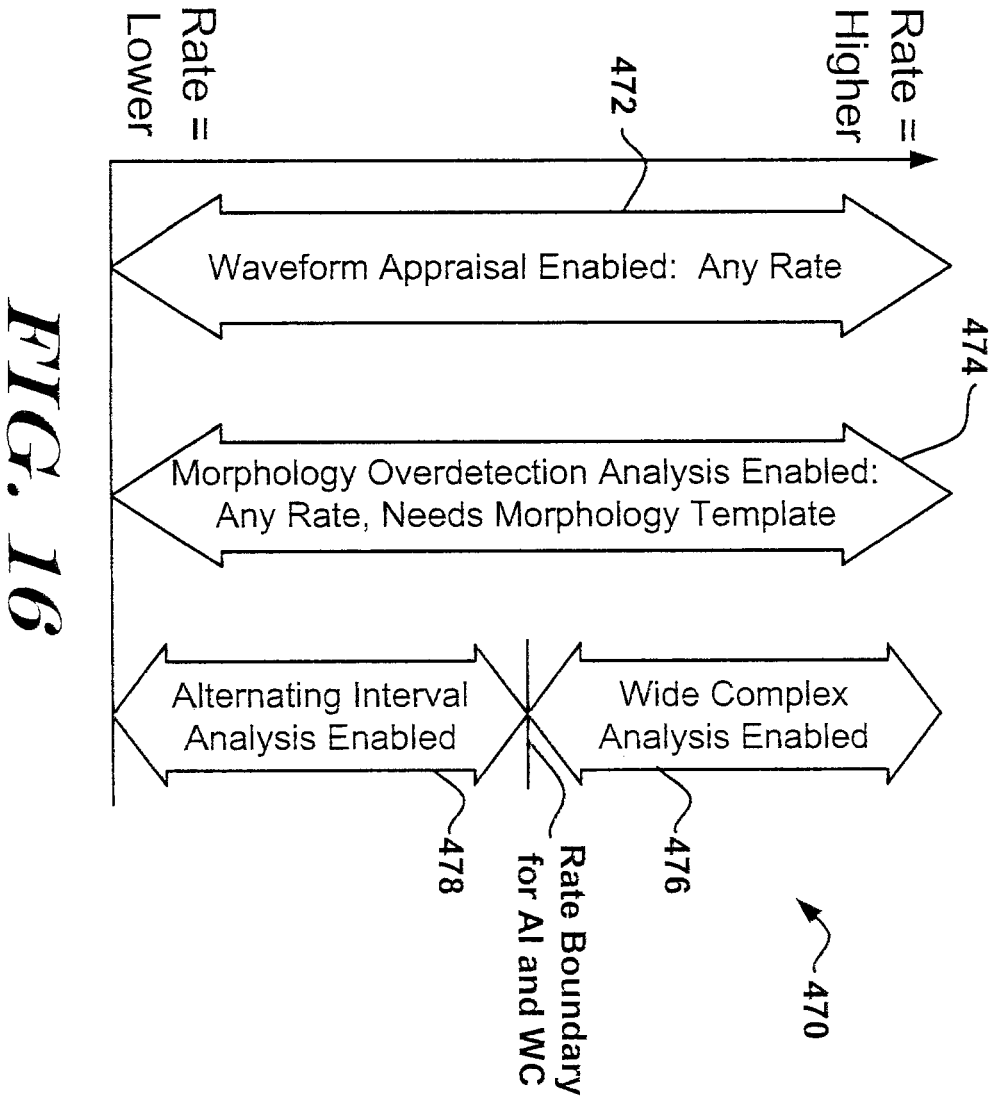 Rate =
Higher
Rate =
Lower
472
Waveform Appraisal Enabled: Any Rate
474
Morphology Overdetection Analysis Enabled:
Any Rate, Needs Morphology Template
Alternating Interval
Analysis Enabled
Wide Complex
Analysis Enabled
478
476
Rate Boundary
for AI and WC
470
FIG. 16